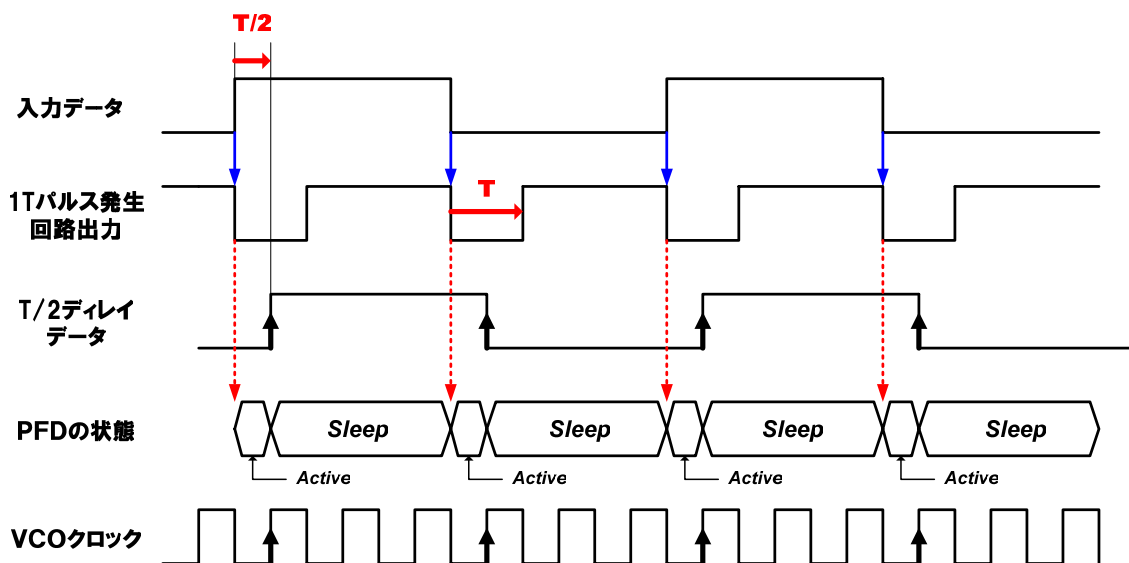 T/2
入力データ
1Tパルス発生
回路出力
T
T/2ディレイ
データ
PFDの状態
Sleep
Sleep
Sleep
Sleep
Active
Active
Active
Active
VCOクロック